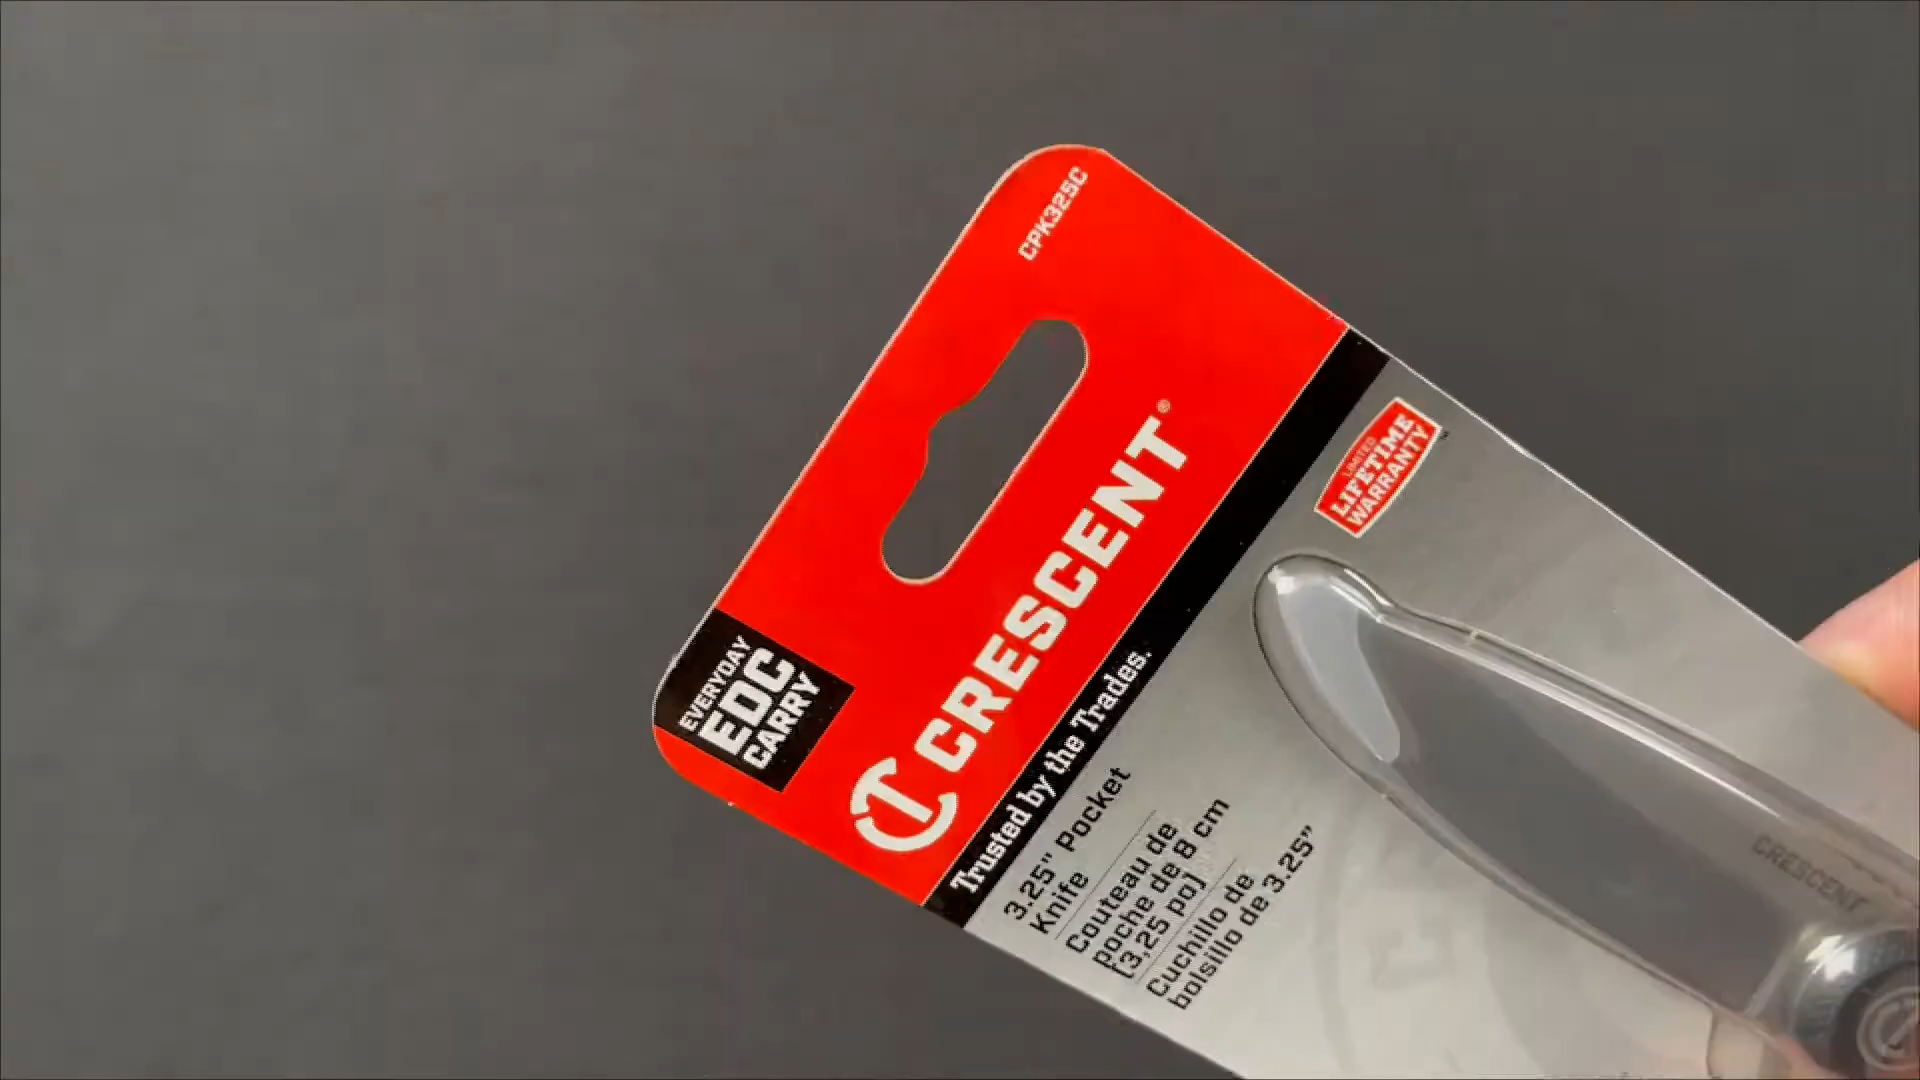 CPK325C
EVERYDAY
EDC
CARRY
CRESCENT®
Trusted by the Trades.
LIMITED
LIFETIME
WARRANTY™
3.25" Pocket
Knife
Couteau de
poche de 8 cm
[3,25 po]
Cuchillo de
bolsillo de 3.25"
CRESCENT